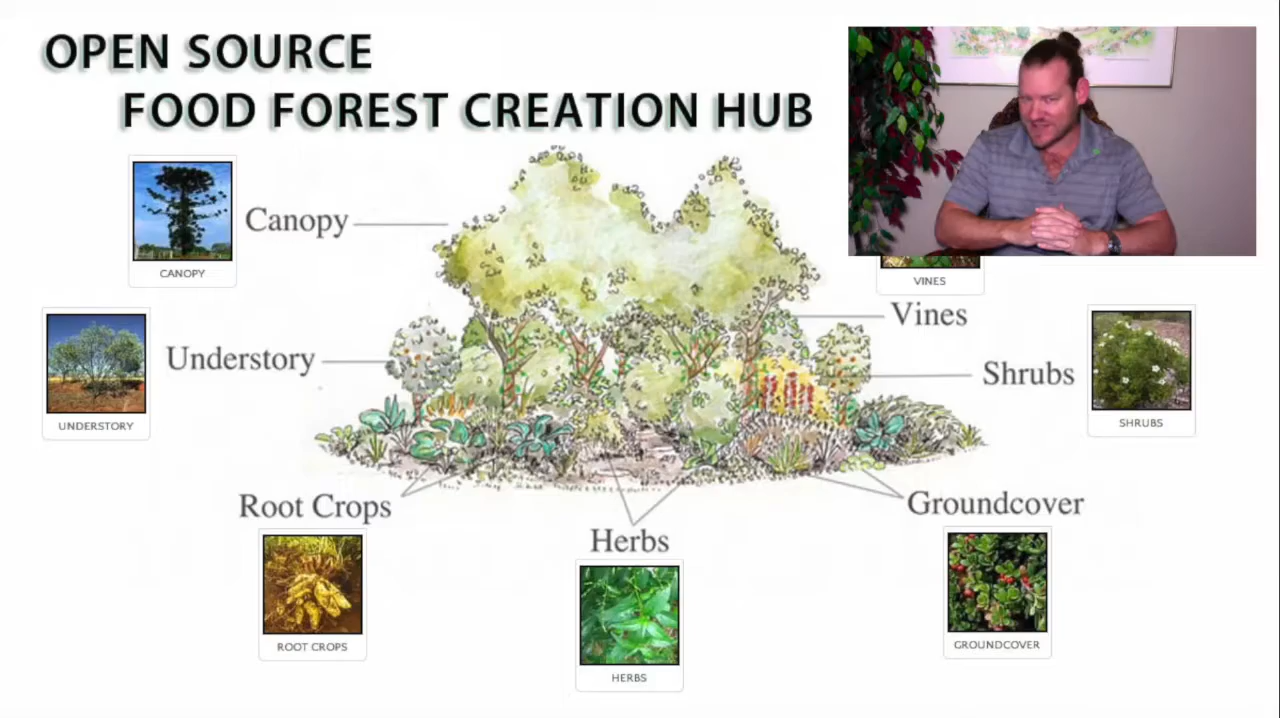 OPEN SOURCE
FOOD FOREST CREATION HUB
Canopy
CANOPY
VINES
Vines
Understory
UNDERSTORY
Shrubs
SHRUBS
Root Crops
ROOT CROPS
Herbs
HERBS
Groundcover
GROUNDCOVER